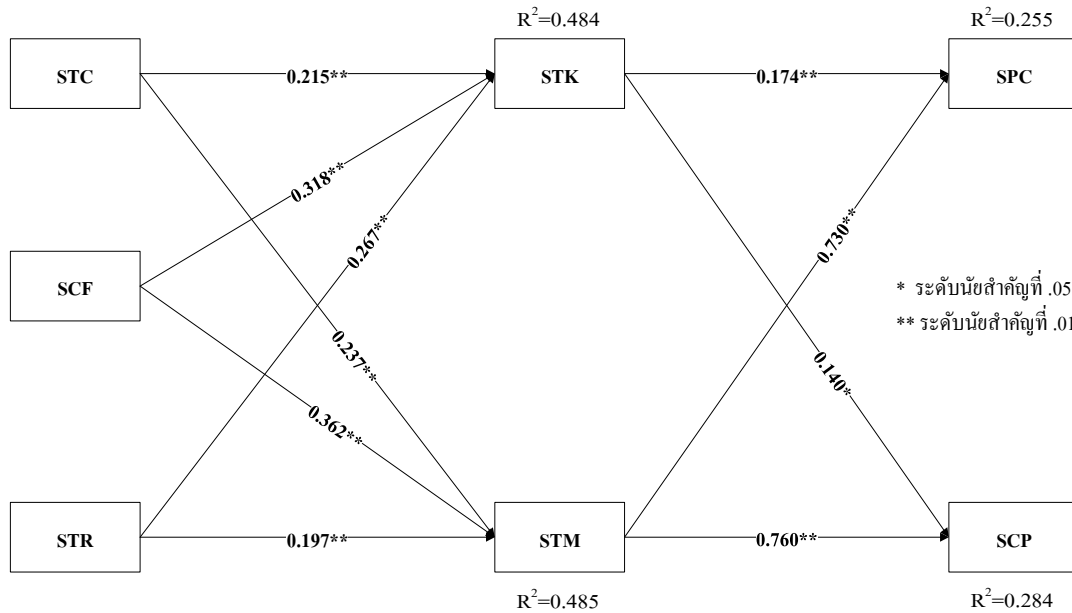 R²=0.484
R²=0.255
STC
0.215**
STK
0.174**
SPC
0.318**
0.267**
0.730**
SCF
* ระดับนัยสำคัญที่ .05
** ระดับนัยสำคัญที่ .01
0.237**
0.140*
0.362**
STR
0.197**
STM
0.760**
SCP
R²=0.485
R²=0.284